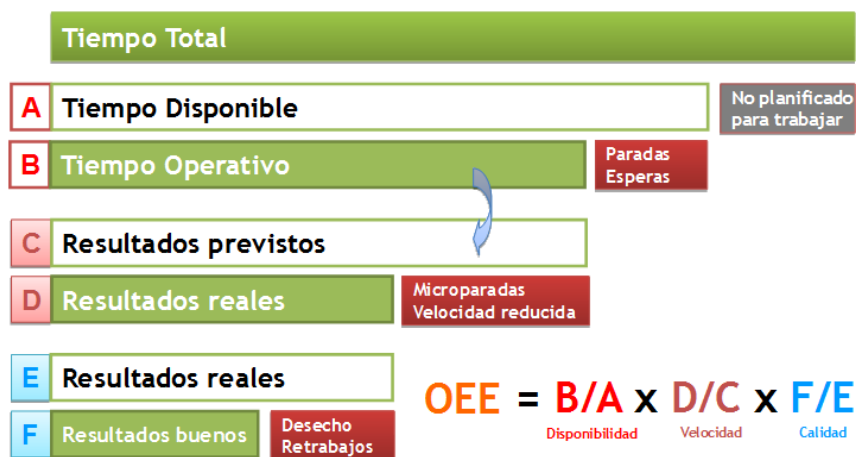 Tiempo Total
A Tiempo Disponible
No planificado
para trabajar
B Tiempo Operativo
Paradas
Esperas
C Resultados previstos
D Resultados reales
Microparadas
Velocidad reducida
E Resultados reales
F Resultados buenos
Desecho
Retrabajos
OEE = B/A x D/C x F/E
Disponibilidad Velocidad Calidad